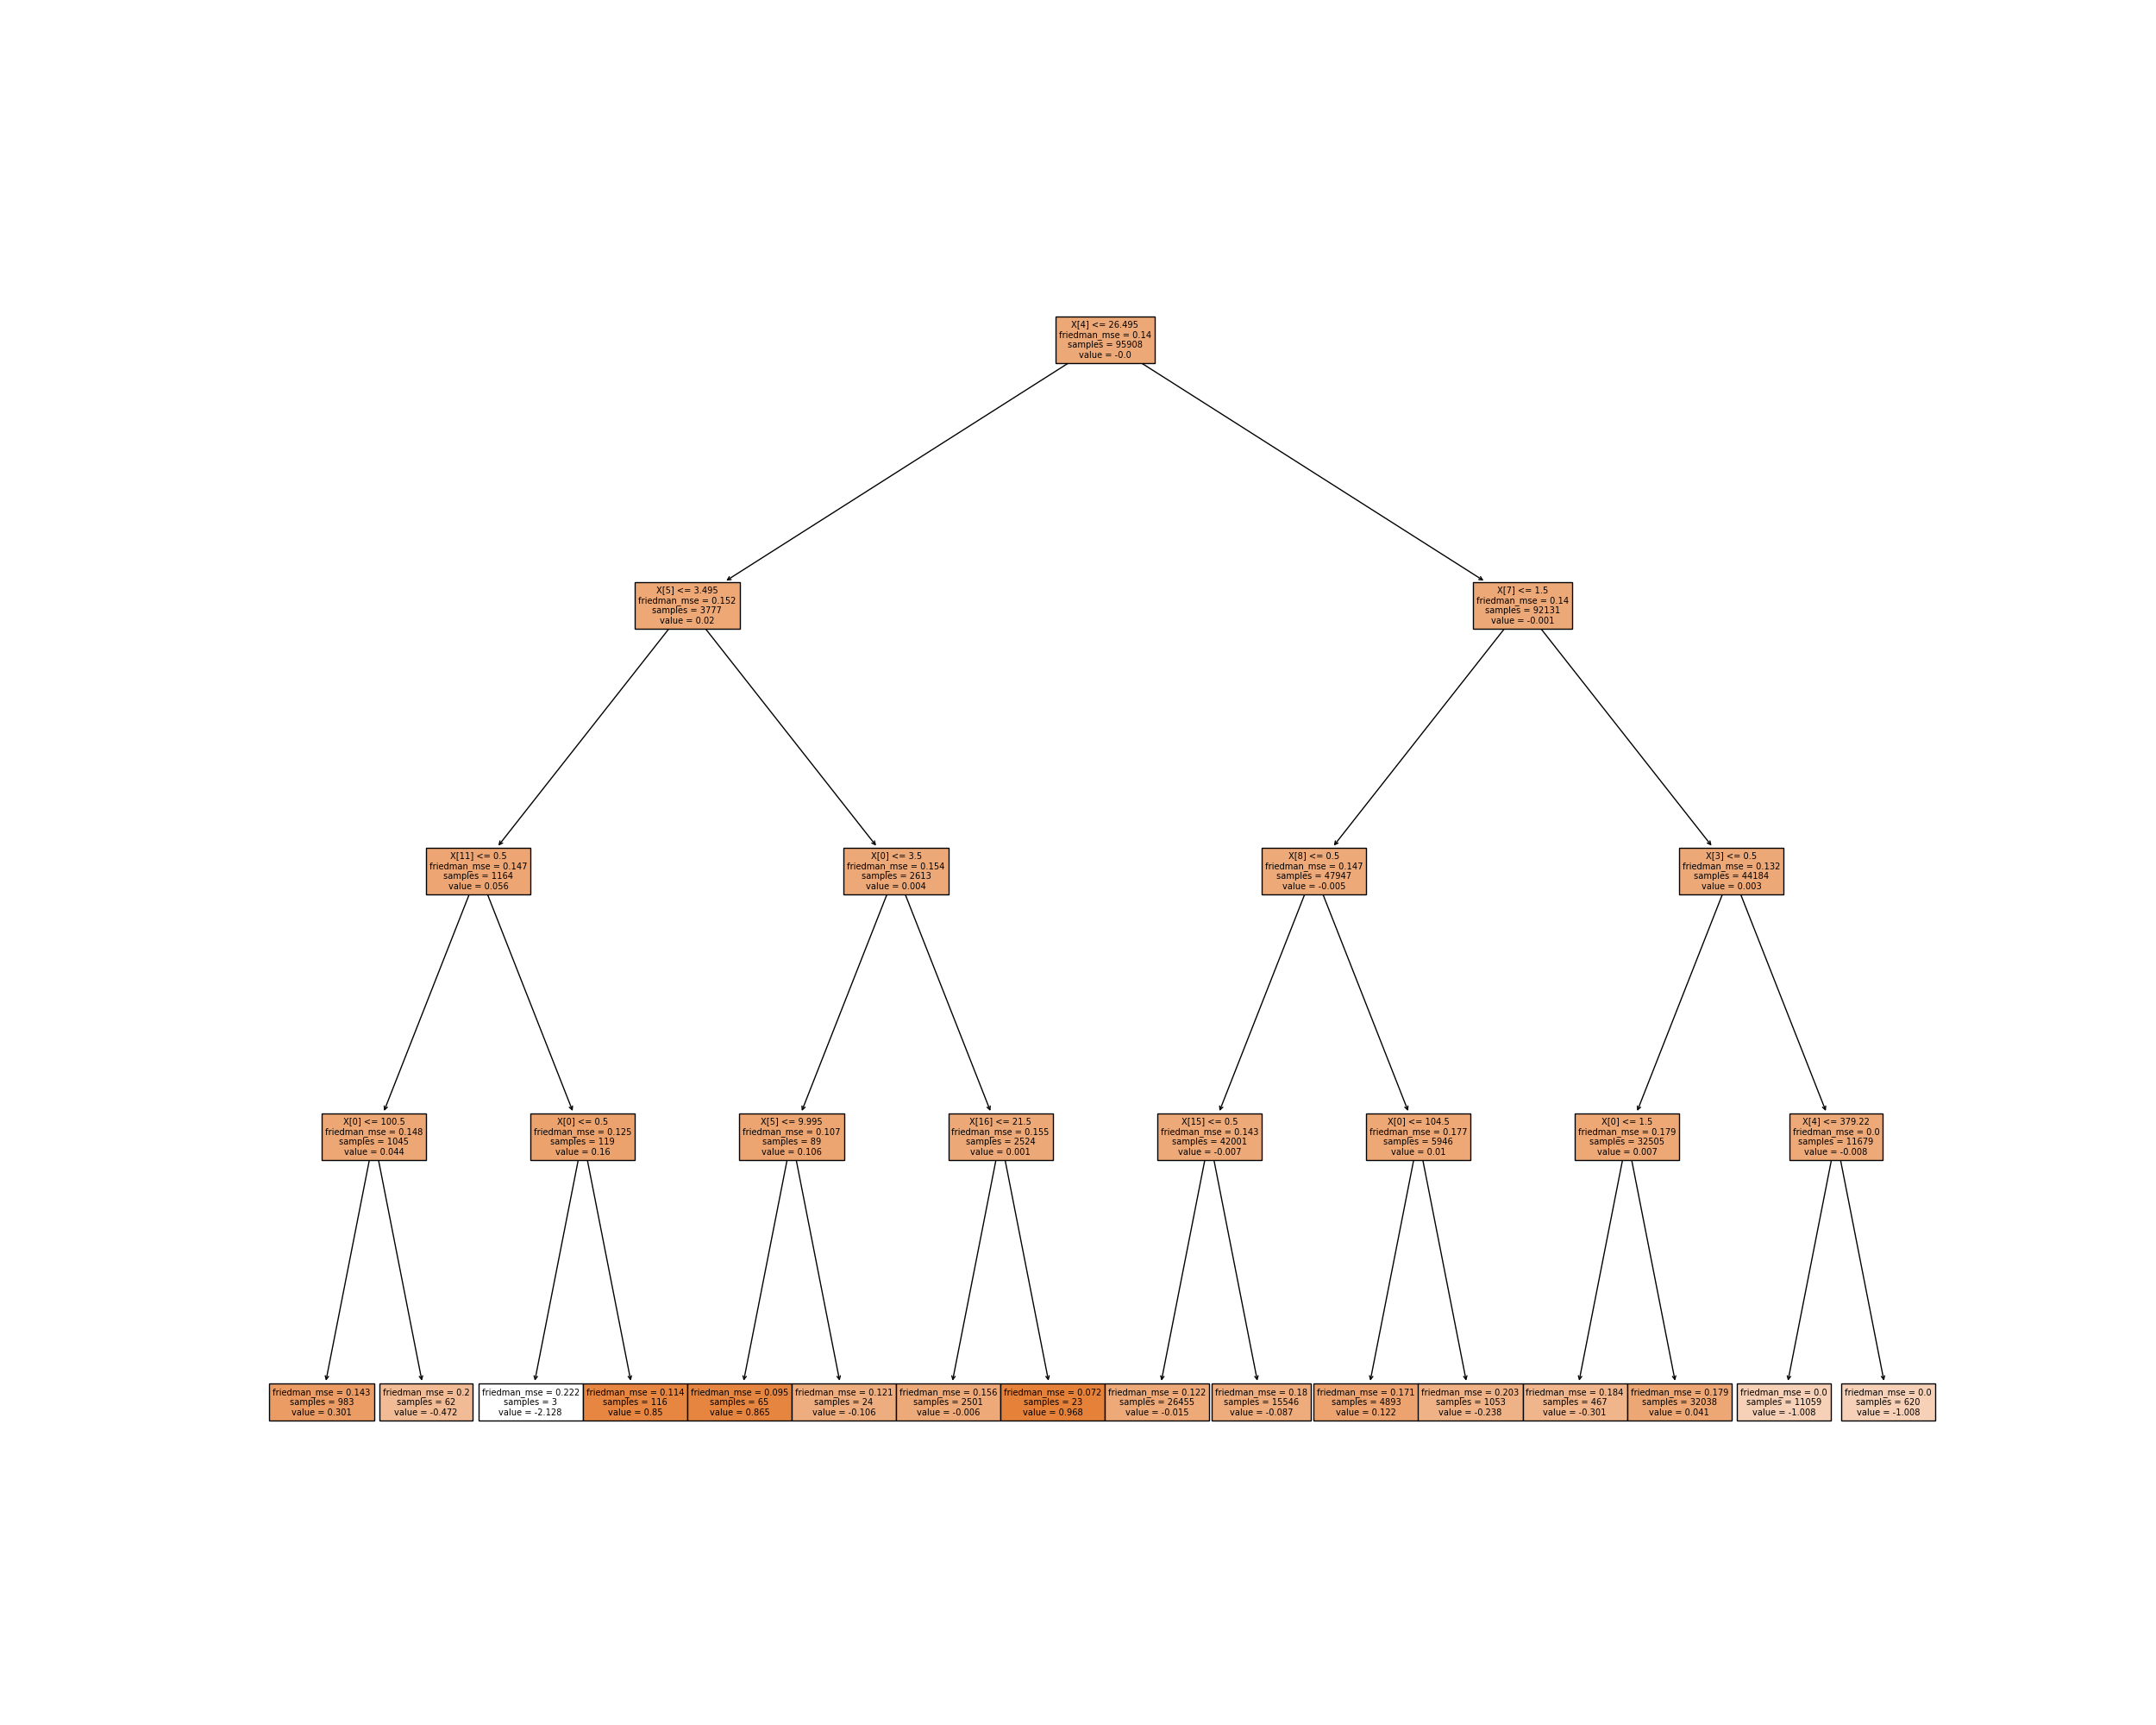 X[4] <= 26.495
friedman_mse = 0.14
samples = 95908
value = -0.0
X[5] <= 3.495
friedman_mse = 0.152
samples = 3777
value = 0.02
X[7] <= 1.5
friedman_mse = 0.14
samples = 92131
value = -0.001
X[11] <= 0.5
friedman_mse = 0.147
samples = 1164
value = 0.056
X[0] <= 3.5
friedman_mse = 0.154
samples = 2613
value = 0.004
X[8] <= 0.5
friedman_mse = 0.147
samples = 47947
value = -0.005
X[3] <= 0.5
friedman_mse = 0.132
samples = 44184
value = 0.003
X[0] <= 100.5
friedman_mse = 0.148
samples = 1045
value = 0.044
X[0] <= 0.5
friedman_mse = 0.125
samples = 119
value = 0.16
X[5] <= 9.995
friedman_mse = 0.107
samples = 89
value = 0.106
X[16] <= 21.5
friedman_mse = 0.155
samples = 2524
value = 0.001
X[15] <= 0.5
friedman_mse = 0.143
samples = 42001
value = -0.007
X[0] <= 104.5
friedman_mse = 0.177
samples = 5946
value = 0.01
X[0] <= 1.5
friedman_mse = 0.179
samples = 32505
value = 0.007
X[4] <= 379.22
friedman_mse = 0.0
samples = 11679
value = -0.008
friedman_mse = 0.143
samples = 983
value = 0.301
friedman_mse = 0.2
samples = 62
value = -0.472
friedman_mse = 0.222
samples = 3
value = -2.128
friedman_mse = 0.114
samples = 116
value = 0.85
friedman_mse = 0.095
samples = 65
value = 0.865
friedman_mse = 0.121
samples = 24
value = -0.106
friedman_mse = 0.156
samples = 2501
value = -0.006
friedman_mse = 0.072
samples = 23
value = 0.968
friedman_mse = 0.122
samples = 26455
value = -0.015
friedman_mse = 0.18
samples = 15546
value = -0.087
friedman_mse = 0.171
samples = 4893
value = 0.122
friedman_mse = 0.203
samples = 1053
value = -0.238
friedman_mse = 0.184
samples = 467
value = -0.301
friedman_mse = 0.179
samples = 32038
value = 0.041
friedman_mse = 0.0
samples = 11059
value = -1.008
friedman_mse = 0.0
samples = 620
value = -1.008